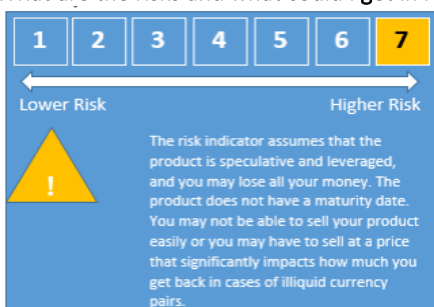 1 2 3 4 5 6 7
Lower Risk Higher Risk
!
The risk indicator assumes that the
product is speculative and leveraged,
and you may lose all your money. The
product does not have a maturity date.
You may not be able to sell your product
easily or you may have to sell at a price
that significantly impacts how much you
get back in cases of illiquid currency
pairs.